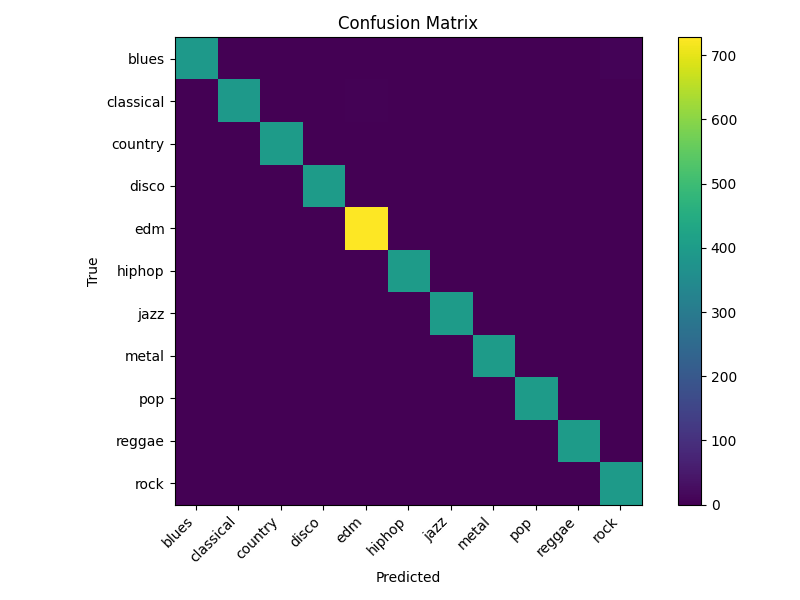 Confusion Matrix
True
blues
classical
country
disco
edm
hiphop
jazz
metal
pop
reggae
rock
blues
classical
country
disco
edm
hiphop
jazz
metal
pop
reggae
rock
Predicted
700
600
500
400
300
200
100
0